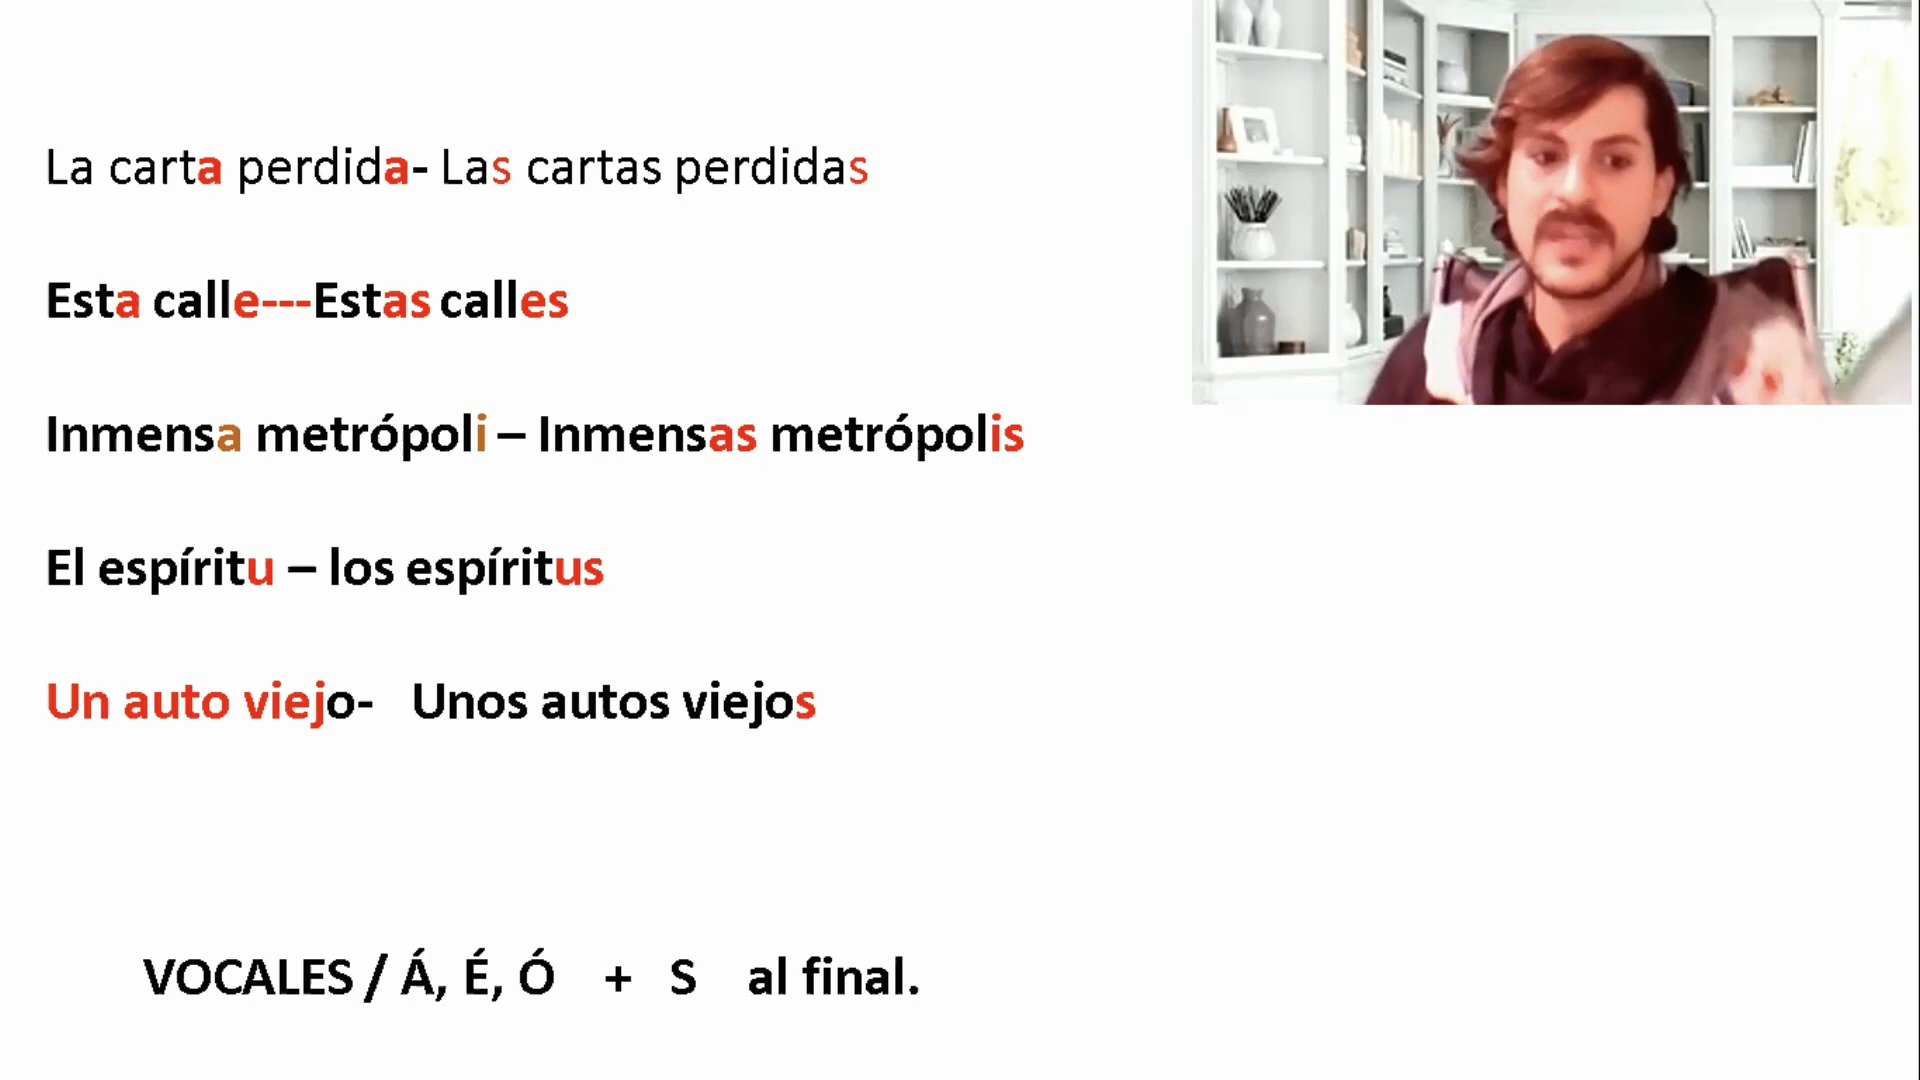 La carta perdida- Las cartas perdidas
Esta calle---Estas calles
Inmensa metrópoli – Inmensas metrópolis
El espíritu – los espíritus
Un auto viejo- Unos autos viejos
VOCALES / Á, É, Ó + S al final.